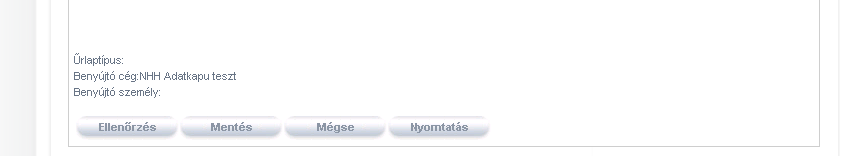 Űrlaptípus:
Benyújtó cég:NHH Adatkapu teszt
Benyújtó személy:
Ellenőrzés Mentés Mégse Nyomtatás